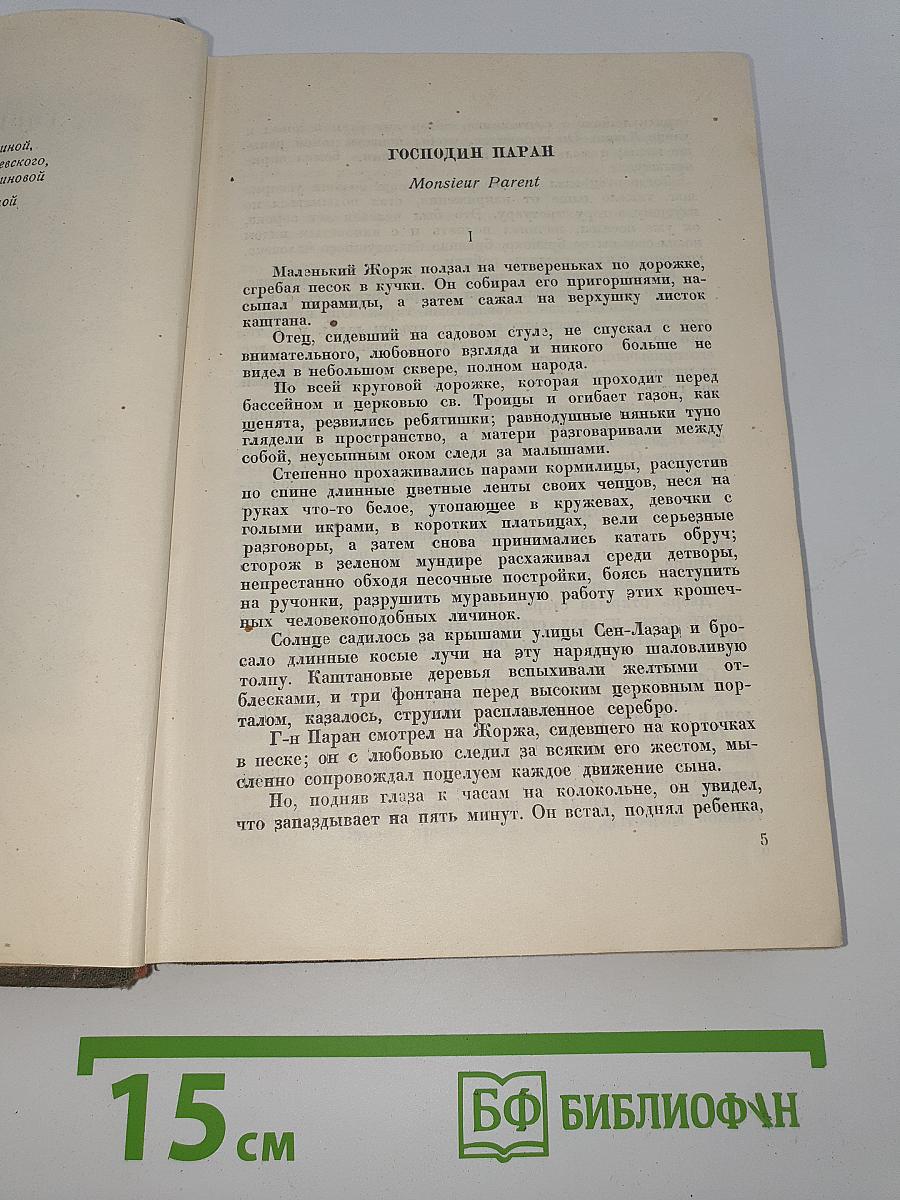 иной,
евского,
иновой
ой
ГОСПОДИН ПАРАН
Monsieur Parent
I
Маленький Жорж ползал на четвереньках по дорожке,
сгребая песок в кучки. Он собирал его пригоршнями, на-
сыпал пирамиды, а затем сажал на верхушку листок
каштана.
Отец, сидевший на садовом стуле, не спускал с него
внимательного, любовного взгляда и никого больше не
видел в небольшом сквере, полном народа.
По всей круговой дорожке, которая проходит перед
бассейном и церковью св. Троицы и огибает газон, как
щенята, резвились ребятишки; равнодушные няньки тупо
глядели в пространство, а матери разговаривали между
собой, неусыпным оком следя за малышами.
Степенно прохаживались парами кормилицы, распустив
по спине длинные цветные ленты своих чепцов, неся на
руках что-то белое, утопающее в кружевах, девочки с
голыми икрами, в коротких платьицах, вели серьезные
разговоры, а затем снова принимались катать обруч;
сторож в зеленом мундире расхаживал среди детворы,
непрестанно обходя песочные постройки, боясь наступить
на ручонки, разрушить муравьиную работу этих крошеч-
ных человекоподобных личинок.
Солнце садилось за крышами улицы Сен-Лазар и бро-
сало длинные косые лучи на эту нарядную шаловливую
толпу. Каштановые деревья вспыхивали желтыми от-
блесками, и три фонтана перед высоким церковным пор-
талом, казалось, струили расплавленное серебро.
Г-н Паран смотрел на Жоржа, сидевшего на корточках
в песке; он с любовью следил за всяким его жестом, мы-
сленно сопровождал поцелуем каждое движение сына.
Но, подняв глаза к часам на колокольне, он увидел,
что запаздывает на пять минут. Он встал, поднял ребенка,
5
15 см
БФ БИБЛИОФАН